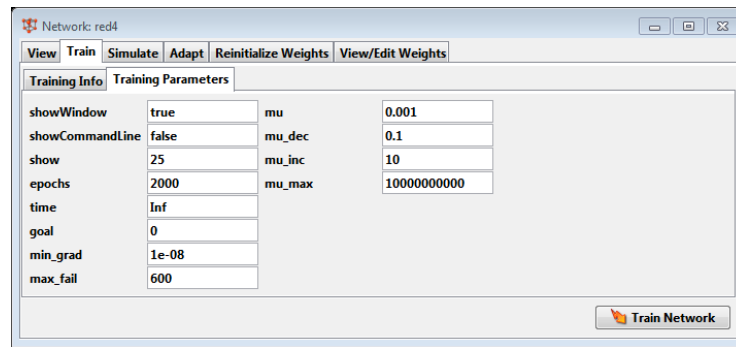 Network: red4
View Train Simulate Adapt Reinitialize Weights View/Edit Weights
Training Info Training Parameters
showWindow true mu 0.001
showCommandLine false mu_dec 0.1
show 25 mu_inc 10
epochs 2000 mu_max 10000000000
time Inf
goal 0
min_grad 1e-08
max_fail 600
Train Network